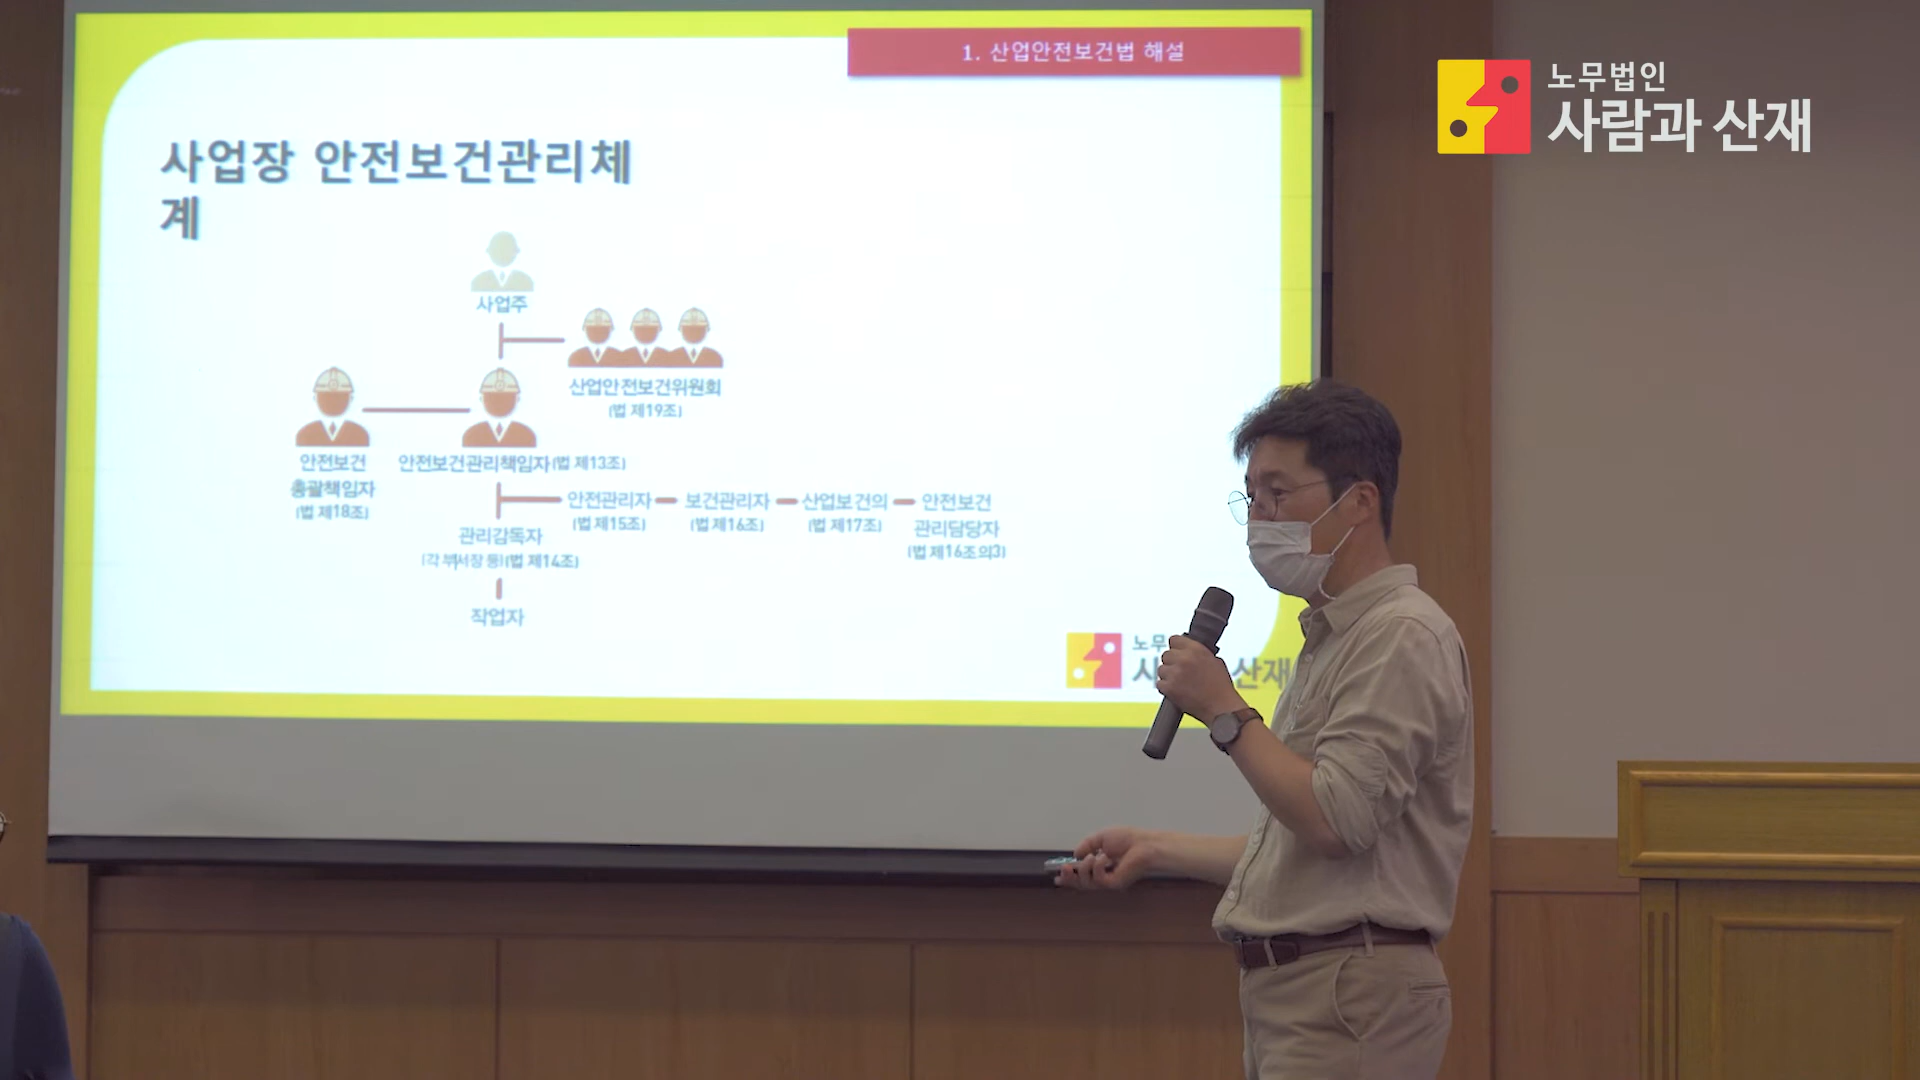 1. 산업안전보건법 해설
노무법인
사람과 산재
사업장 안전보건관리체
계
사업주
산업안전보건위원회
(법 제19조)
안전보건
총괄책임자
(법 제18조)
안전보건관리책임자(법 제13조)
안전관리자
(법 제15조)
보건관리자
(법 제16조)
산업보건의
(법 제17조)
안전보건
관리담당자
(법 제16조의3)
관리감독자
(각 부서장 등)(법 제14조)
작업자
노무
사 산재